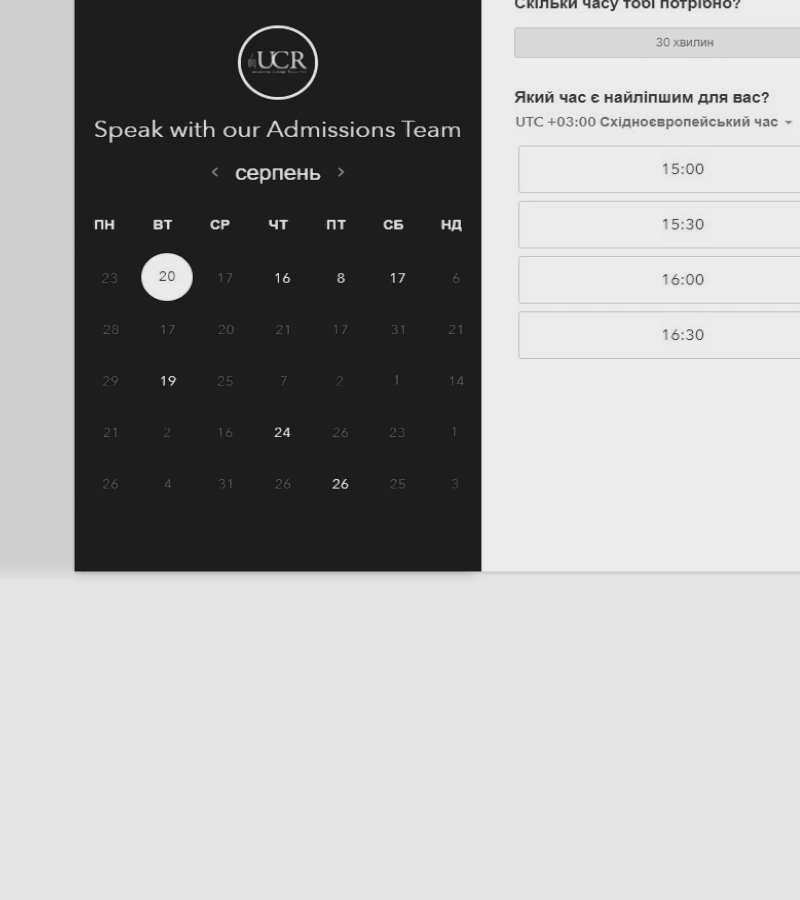 UCR
Speak with our Admissions Team
серпень
ПН ВТ СР ЧТ ПТ СБ НД
23 20 17 16 8 17 6
28 17 20 21 17 31 21
29 19 25 7 2 1 14
21 2 16 24 26 23 1
26 4 31 26 26 25 3
Скільки часу тобі потрібно?
30 хвилин
Який час є найліпшим для вас?
UTC +03:00 Східноєвропейський час
15:00
15:30
16:00
16:30